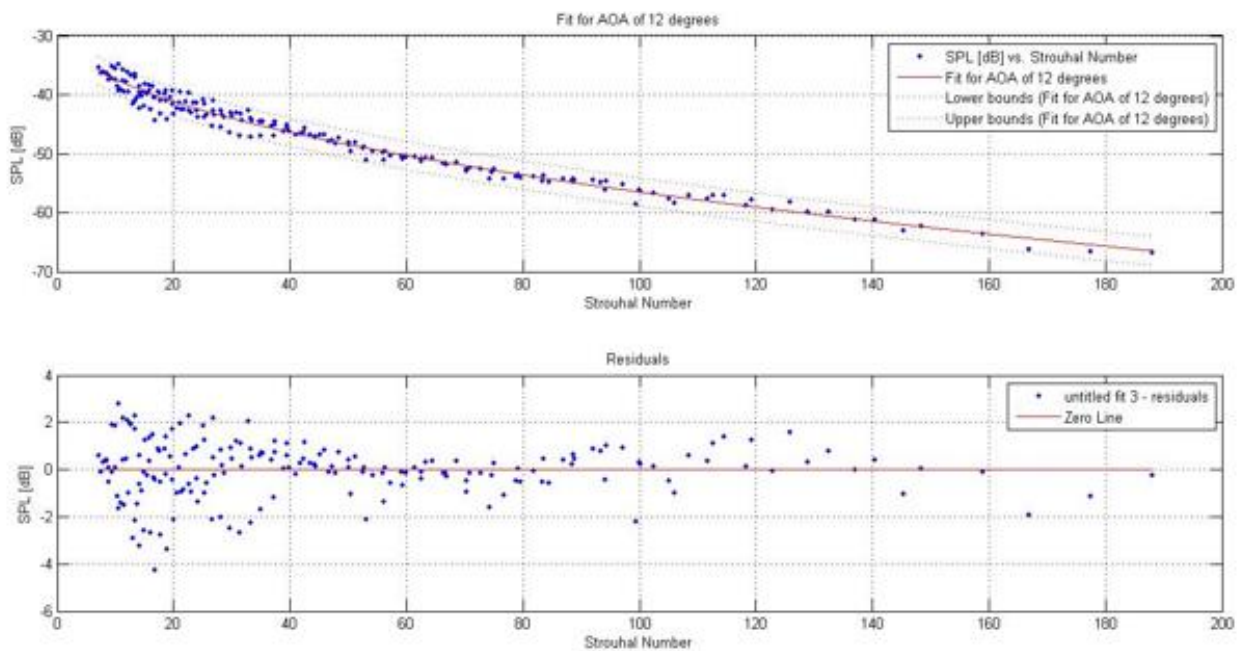 Fit for AOA of 12 degrees
-30
-40
-50
-60
-70
SPL [dB]
SPL [dB] vs. Strouhal Number
Fit for AOA of 12 degrees
Lower bounds (Fit for AOA of 12 degrees)
Upper bounds (Fit for AOA of 12 degrees)
0 20 40 60 80 100 120 140 160 180 200
Strouhal Number
Residuals
4
2
0
-2
-4
-6
SPL [dB]
untitled fit 3 - residuals
Zero Line
0 20 40 60 80 100 120 140 160 180 200
Strouhal Number